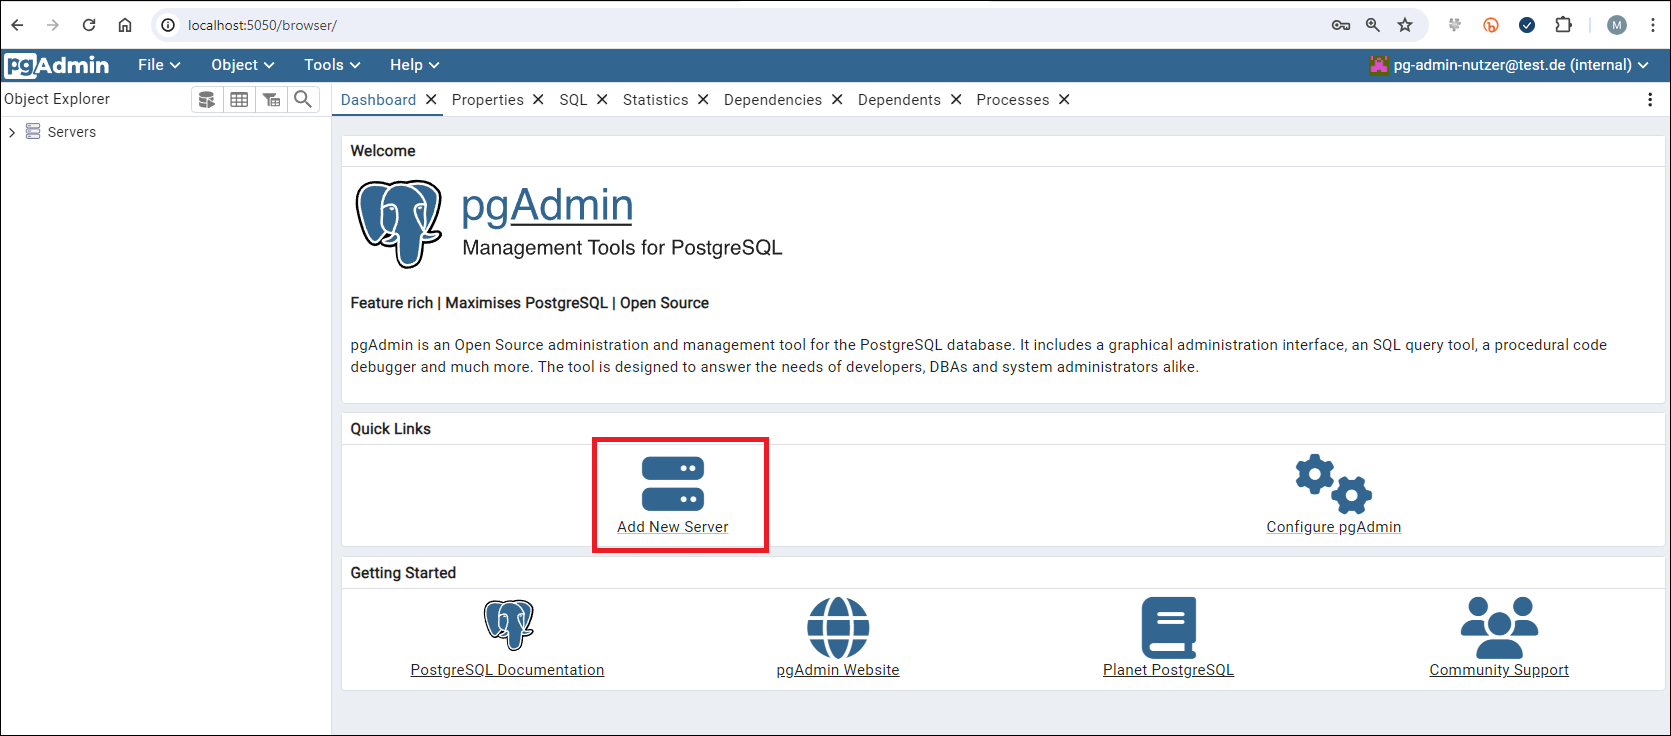 localhost:5050/browser/
M
pgAdmin File Object Tools Help pg-admin-nutzer@test.de (internal)
Object Explorer
Dashboard Properties SQL Statistics Dependencies Dependents Processes
Servers
Welcome
pgAdmin
Management Tools for PostgreSQL
Feature rich | Maximises PostgreSQL | Open Source
pgAdmin is an Open Source administration and management tool for the PostgreSQL database. It includes a graphical administration interface, an SQL query tool, a procedural code
debugger and much more. The tool is designed to answer the needs of developers, DBAs and system administrators alike.
Quick Links
Add New Server
Configure pgAdmin
Getting Started
PostgreSQL Documentation
pgAdmin Website
Planet PostgreSQL
Community Support